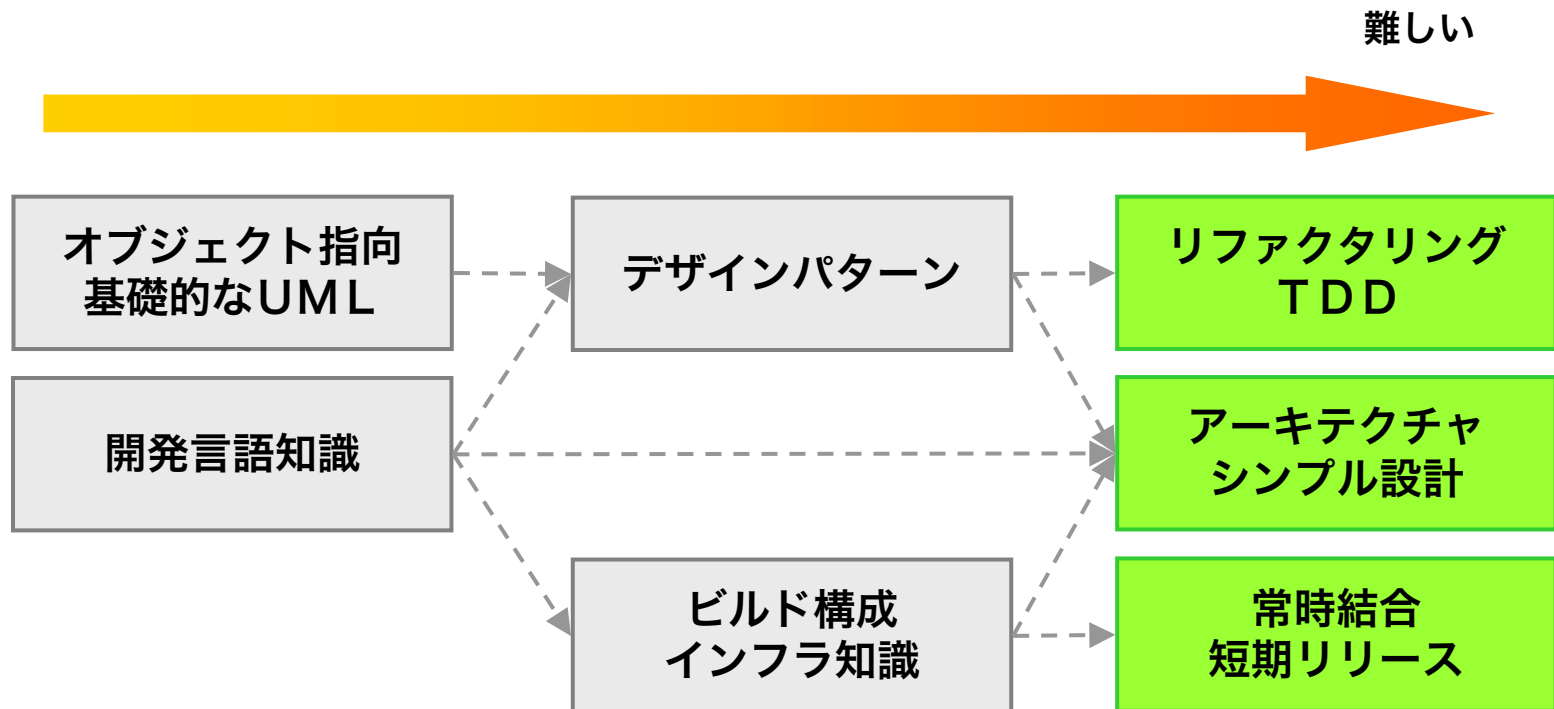 難しい
オブジェクト指向
基礎的なUML
デザインパターン
リファクタリング
TDD
開発言語知識
アーキテクチャ
シンプル設計
ビルド構成
インフラ知識
常時結合
短期リリース